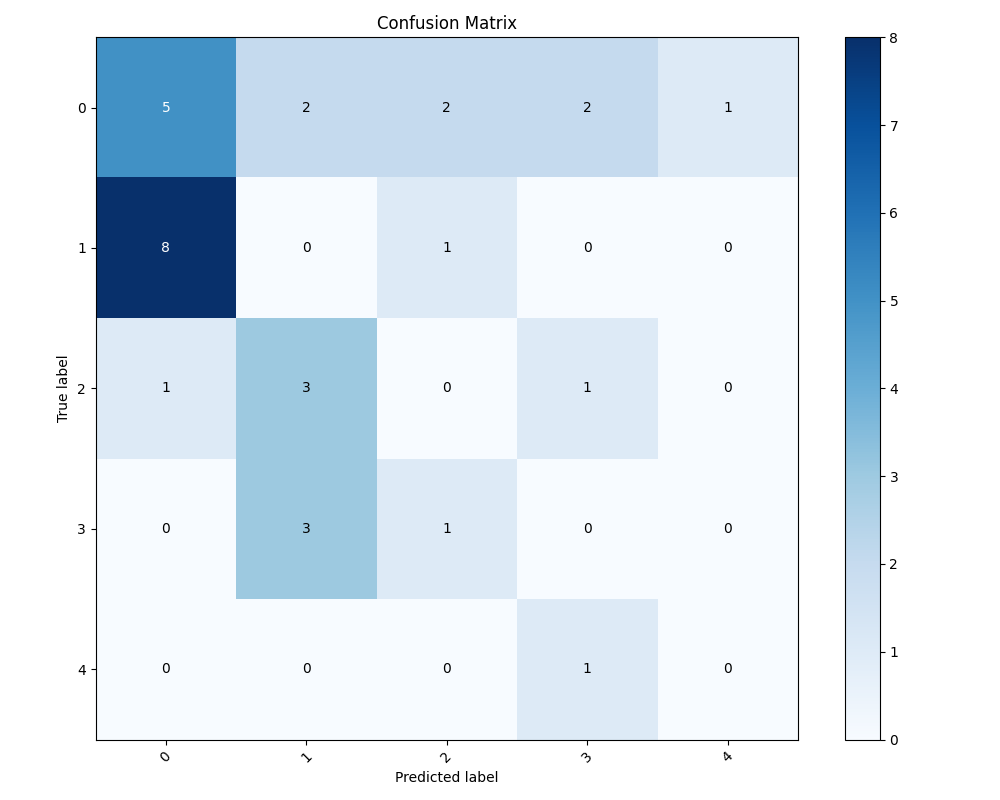 Confusion Matrix
0 5 2 2 2 1
1 8 0 1 0 0
2 1 3 0 1 0
3 0 3 1 0 0
4 0 0 0 1 0
0 1 2 3 4
True label
Predicted label
8
7
6
5
4
3
2
1
0